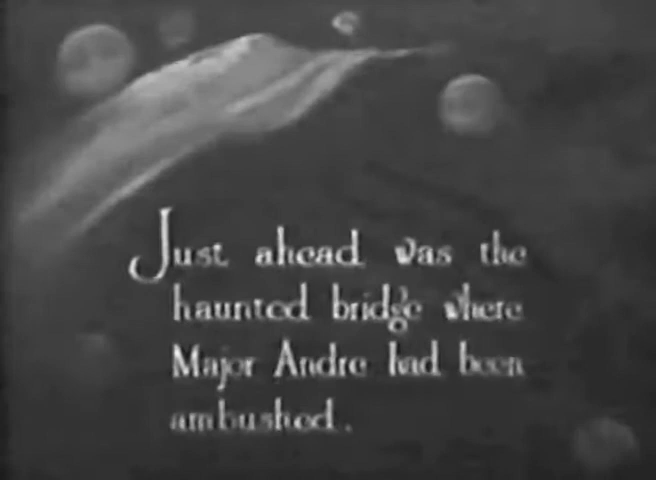 Just ahead was the
haunted bridge where
Major Andre had been
ambushed.